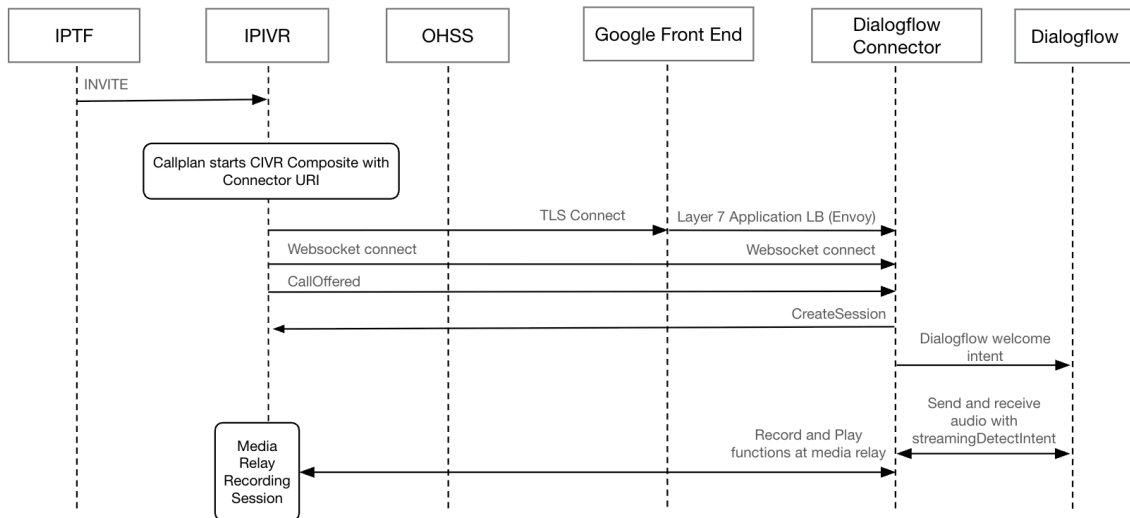 IPTF
IPIVR
OHSS
Google Front End
Dialogflow
Connector
Dialogflow
INVITE
Callplan starts CIVR Composite with
Connector URI
TLS Connect
Layer 7 Application LB (Envoy)
Websocket connect
Websocket connect
CallOffered
CreateSession
Dialogflow welcome
intent
Send and receive
audio with
streamingDetectIntent
Record and Play
functions at media relay
Media
Relay
Recording
Session